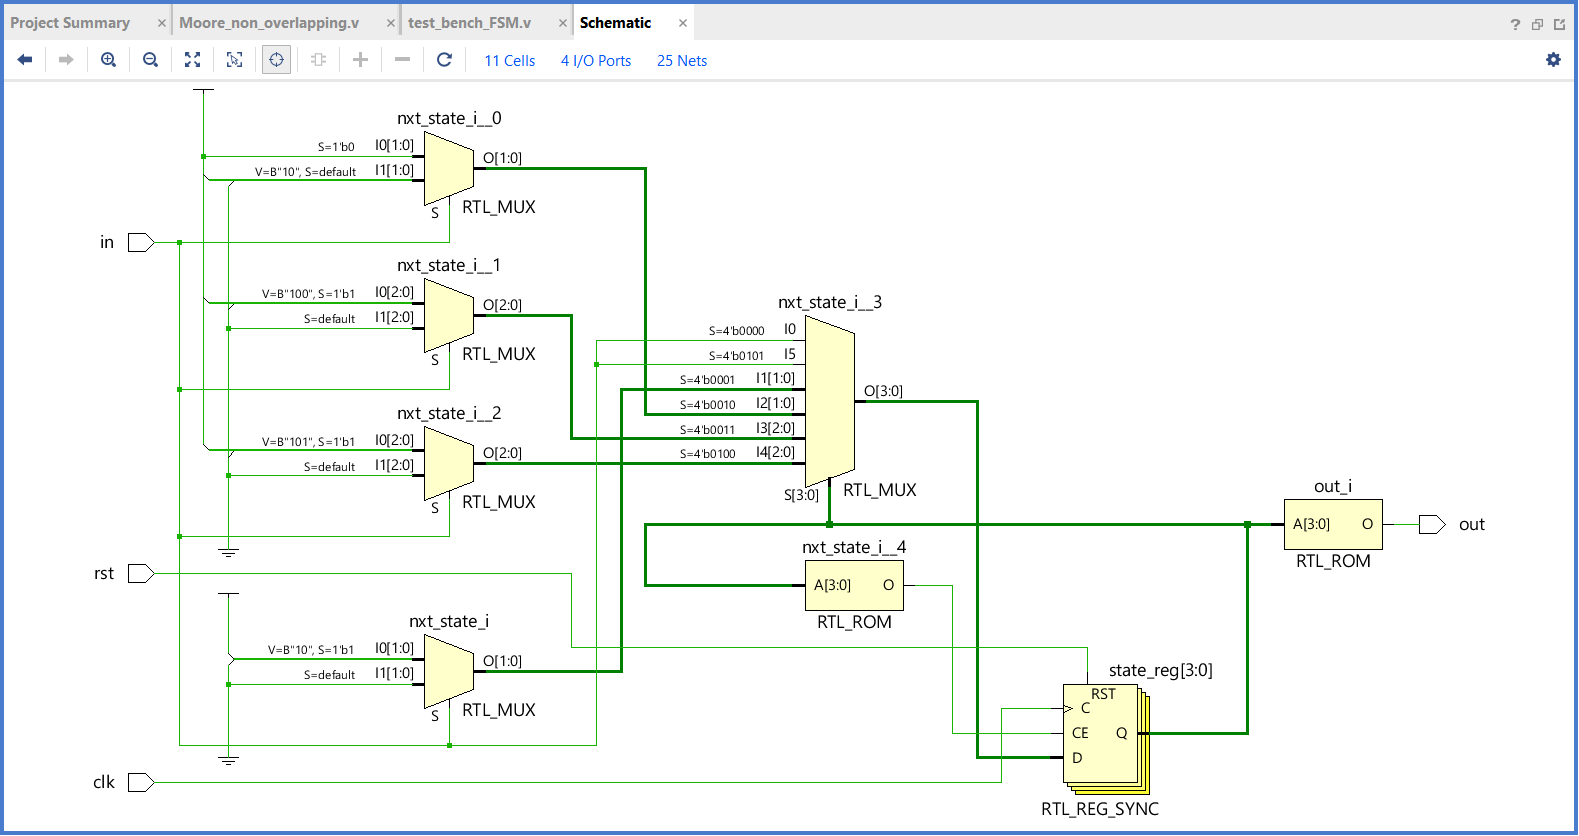 Project Summary × Moore_non_overlapping.v × test_bench_FSM.v × Schematic ×
?
11 Cells 4 I/O Ports 25 Nets
nxt_state_i__0
S=1'b0 I0[1:0]
V=B"10", S=default I1[1:0]
O[1:0]
S
RTL_MUX
in
nxt_state_i__1
V=B"100", S=1'b1 I0[2:0]
S=default I1[2:0]
O[2:0]
S
RTL_MUX
nxt_state_i__2
V=B"101", S=1'b1 I0[2:0]
S=default I1[2:0]
O[2:0]
S
RTL_MUX
nxt_state_i__3
S=4'b0000 I0
S=4'b0101 I5
S=4'b0001 I1[1:0]
S=4'b0010 I2[1:0]
S=4'b0011 I3[2:0]
S=4'b0100 I4[2:0]
O[3:0]
S[3:0]
RTL_MUX
out_i
A[3:0] O
RTL_ROM
out
nxt_state_i__4
A[3:0] O
RTL_ROM
rst
nxt_state_i
V=B"10", S=1'b1 I0[1:0]
S=default I1[1:0]
O[1:0]
S
RTL_MUX
state_reg[3:0]
RST
C
CE Q
D
RTL_REG_SYNC
clk